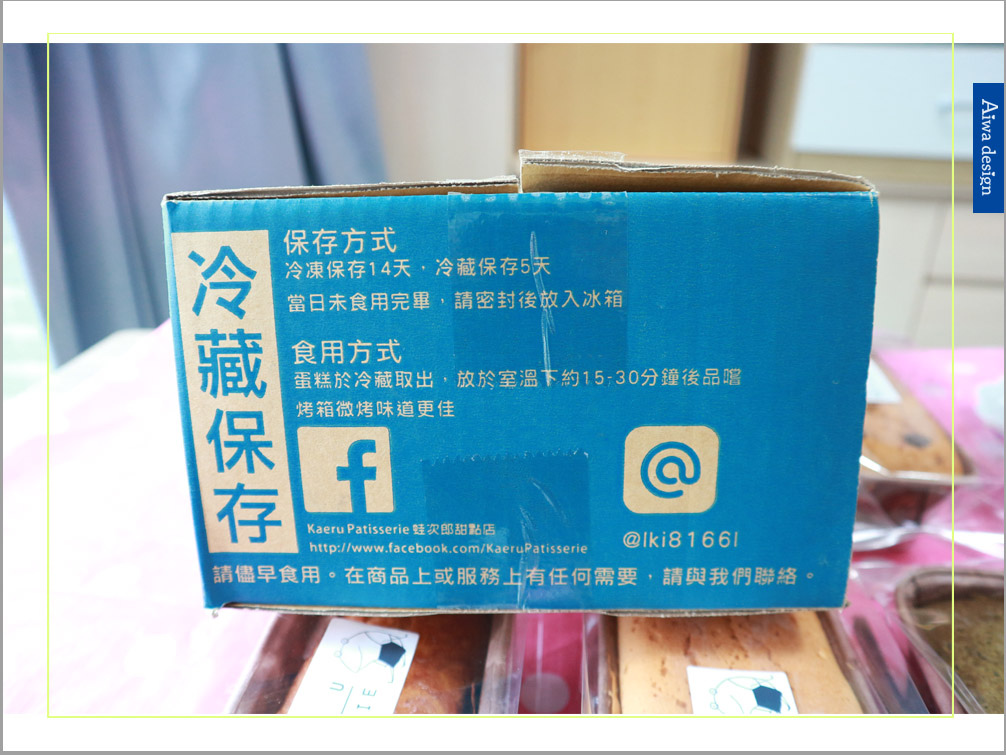 冷藏保存
保存方式
冷凍保存14天，冷藏保存5天
當日未食用完畢，請密封後放入冰箱
食用方式
蛋糕於冷藏取出，放於室溫下約15-30分鐘後品嚐
烤箱微烤味道更佳
Kaeru Patisserie 蛙次郎甜點店
http://www.facebook.com/KaeruPatisserie
@lki8166l
請儘早食用。在商品上或服務上有任何需要，請與我們聯絡。
Aiwa design